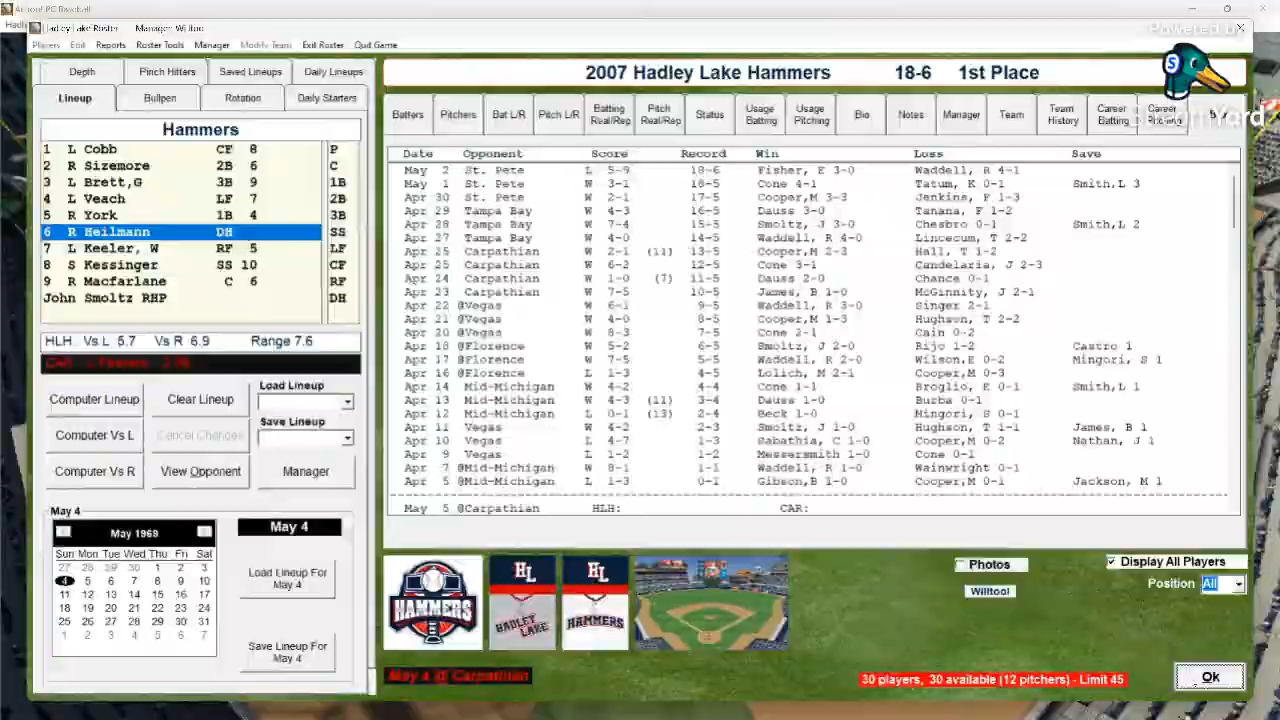 Action! PC Baseball
Hadley Lake Roster Manager Wilton
Players Edit Reports Roster Tools Manager Modify Team Exit Roster Quit Game
Powered by
StreamYard
Depth Pinch Hitters Saved Lineups Daily Lineups
Lineup Bullpen Rotation Daily Starters
Hammers
1 L Cobb CF 8 P
2 R Sizemore 2B 6 C
3 L Brett,G 3B 9 1B
4 L Veach LF 7 2B
5 R York 1B 4 3B
6 R Heilmann DH SS
7 L Keeler, W RF 5 LF
8 S Kessinger SS 10 CF
9 R Macfarlane C 6 RF
John Smoltz RHP DH
HLH Vs L 5.7 Vs R 6.9 Range 7.6
Computer Lineup Clear Lineup Load Lineup
Computer Vs L Cancel Changes Save Lineup
Computer Vs R View Opponent Manager
May 4
May 1969
Sun Mon Tue Wed Thu Fri Sat
27 28 29 30 1 2 3
4 5 6 7 8 9 10
11 12 13 14 15 16 17
18 19 20 21 22 23 24
25 26 27 28 29 30 31
1 2 3 4 5 6 7
May 4
Load Lineup For May 4
Save Lineup For May 4
2007 Hadley Lake Hammers 18-6 1st Place
Batters Pitchers Bat L/R Pitch L/R Batting Real/Rep Pitch Real/Rep Status Usage Batting Usage Pitching Bio Notes Manager Team Team History Career Batting Career Pitching
Date Opponent Score Record Win Loss Save
May 2 St. Pete L 5-9 18-6 Fisher, E 3-0 Waddell, R 4-1
May 1 St. Pete W 3-1 18-5 Cone 4-1 Tatum, K 0-1 Smith,L 3
Apr 30 St. Pete W 2-1 17-5 Cooper,M 3-3 Jenkins, F 1-3
Apr 29 Tampa Bay W 4-3 16-5 Dauss 3-0 Tanana, F 1-2
Apr 28 Tampa Bay W 7-4 15-5 Smoltz, J 3-0 Chesbro 0-1 Smith,L 2
Apr 27 Tampa Bay W 4-0 14-5 Waddell, R 4-0 Lincecum, T 2-2
Apr 25 Carpathian W 2-1 (11) 13-5 Cooper,M 2-3 Hall, T 1-2
Apr 25 Carpathian W 6-2 12-5 Cone 3-1 Candelaria, J 2-3
Apr 24 Carpathian W 1-0 (7) 11-5 Dauss 2-0 Chance 0-1
Apr 23 Carpathian W 7-5 10-5 James, B 1-0 McGinnity, J 2-1
Apr 22 @Vegas W 6-1 9-5 Waddell, R 3-0 Singer 2-1
Apr 21 @Vegas W 4-0 8-5 Cooper,M 1-3 Hughson, T 2-2
Apr 20 @Vegas W 8-3 7-5 Cone 2-1 Cain 0-2
Apr 18 @Florence W 5-2 6-5 Smoltz, J 2-0 Rijo 1-2 Castro 1
Apr 17 @Florence W 7-5 5-5 Waddell, R 2-0 Wilson,E 0-2 Mingori, S 1
Apr 16 @Florence L 1-3 4-5 Lolich, M 2-1 Cooper,M 0-3
Apr 14 Mid-Michigan W 4-2 4-4 Cone 1-1 Broglio, E 0-1 Smith,L 1
Apr 13 Mid-Michigan W 4-3 (11) 3-4 Dauss 1-0 Burba 0-1
Apr 12 Mid-Michigan L 0-1 (13) 2-4 Beck 1-0 Mingori, S 0-1
Apr 11 Vegas W 4-2 2-3 Smoltz, J 1-0 Hughson, T 1-1 James, B 1
Apr 10 Vegas L 4-7 1-3 Sabathia, C 1-0 Cooper,M 0-2 Nathan, J 1
Apr 9 Vegas L 1-2 1-2 Messersmith 1-0 Cone 0-1
Apr 7 @Mid-Michigan W 8-1 1-1 Waddell, R 1-0 Wainwright 0-1
Apr 5 @Mid-Michigan L 1-3 0-1 Gibson,B 1-0 Cooper,M 0-1 Jackson, M 1
May 5 @Carpathian HLH: CAR:
HAMMERS
HL
HADLEY LAKE
HL
HAMMERS
Photos
Willtool
Display All Players
Position All
May 4 @ Carpathian
30 players, 30 available (12 pitchers) - Limit 45
Ok